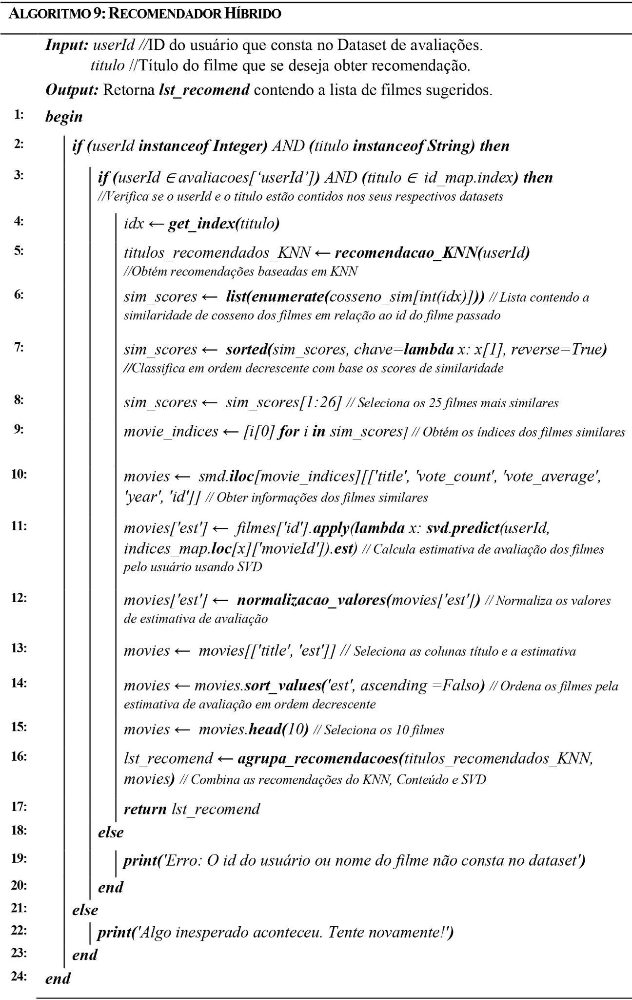 ALGORITMO 9: RECOMENDADOR HÍBRIDO
Input: userId //ID do usuário que consta no Dataset de avaliações.
titulo //Título do filme que se deseja obter recomendação.
Output: Retorna lst_recomend contendo a lista de filmes sugeridos.
1: begin
2: if (userId instanceof Integer) AND (titulo instanceof String) then
3: if (userId ∈ avaliacoes[‘userId’]) AND (titulo ∈ id_map.index) then
//Verifica se o userId e o titulo estão contidos nos seus respectivos datasets
4: idx ← get_index(titulo)
5: titulos_recomendados_KNN ← recomendacao_KNN(userId)
//Obtém recomendações baseadas em KNN
6: sim_scores ← list(enumerate(cosseno_sim[int(idx)])) // Lista contendo a
similaridade de cosseno dos filmes em relação ao id do filme passado
7: sim_scores ← sorted(sim_scores, chave=lambda x: x[1], reverse=True)
//Classifica em ordem decrescente com base os scores de similaridade
8: sim_scores ← sim_scores[1:26] // Seleciona os 25 filmes mais similares
9: movie_indices ← [i[0] for i in sim_scores] // Obtém os índices dos filmes similares
10: movies ← smd.iloc[movie_indices][['title', 'vote_count', 'vote_average',
'year', 'id']] // Obter informações dos filmes similares
11: movies['est'] ← filmes['id'].apply(lambda x: svd.predict(userId,
indices_map.loc[x]['movieId']).est) // Calcula estimativa de avaliação dos filmes
pelo usuário usando SVD
12: movies['est'] ← normalizacao_valores(movies['est']) // Normaliza os valores
de estimativa de avaliação
13: movies ← movies[['title', 'est']] // Seleciona as colunas título e a estimativa
14: movies ← movies.sort_values('est', ascending =Falso) // Ordena os filmes pela
estimativa de avaliação em ordem decrescente
15: movies ← movies.head(10) // Seleciona os 10 filmes
16: lst_recomend ← agrupa_recomendacoes(titulos_recomendados_KNN,
movies) // Combina as recomendações do KNN, Conteúdo e SVD
17: return lst_recomend
18: else
19: print('Erro: O id do usuário ou nome do filme não consta no dataset')
20: end
21: else
22: print('Algo inesperado aconteceu. Tente novamente!')
23: end
24: end